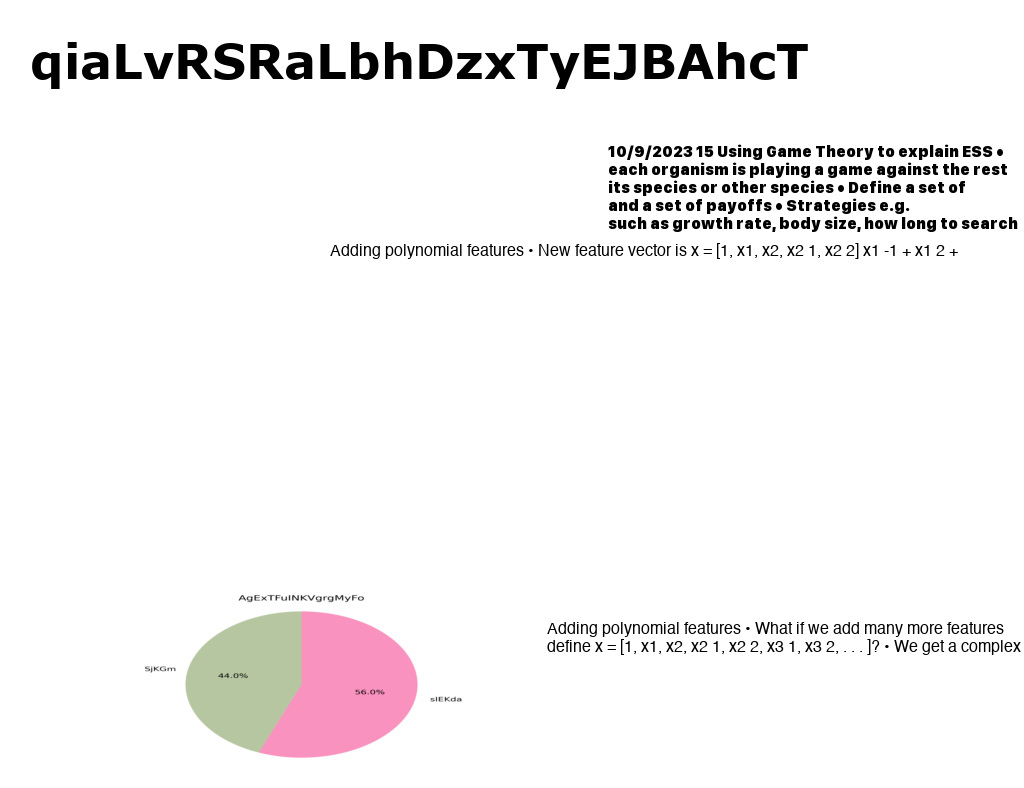 qiaLvRSRaLbhDzxTyEJBAhcT
10/9/2023 15 Using Game Theory to explain ESS •
each organism is playing a game against the rest
its species or other species • Define a set of
and a set of payoffs • Strategies e.g.
such as growth rate, body size, how long to search
Adding polynomial features • New feature vector is x = [1, x1, x2, x2 1, x2 2] x1 -1 + x1 2 +
AgExTFuINKVgrgMyFo
Adding polynomial features • What if we add many more features
define x = [1, x1, x2, x2 1, x2 2, x3 1, x3 2, . . . ]? • We get a complex
SjKGm
44.0%
56.0%
sIEKda